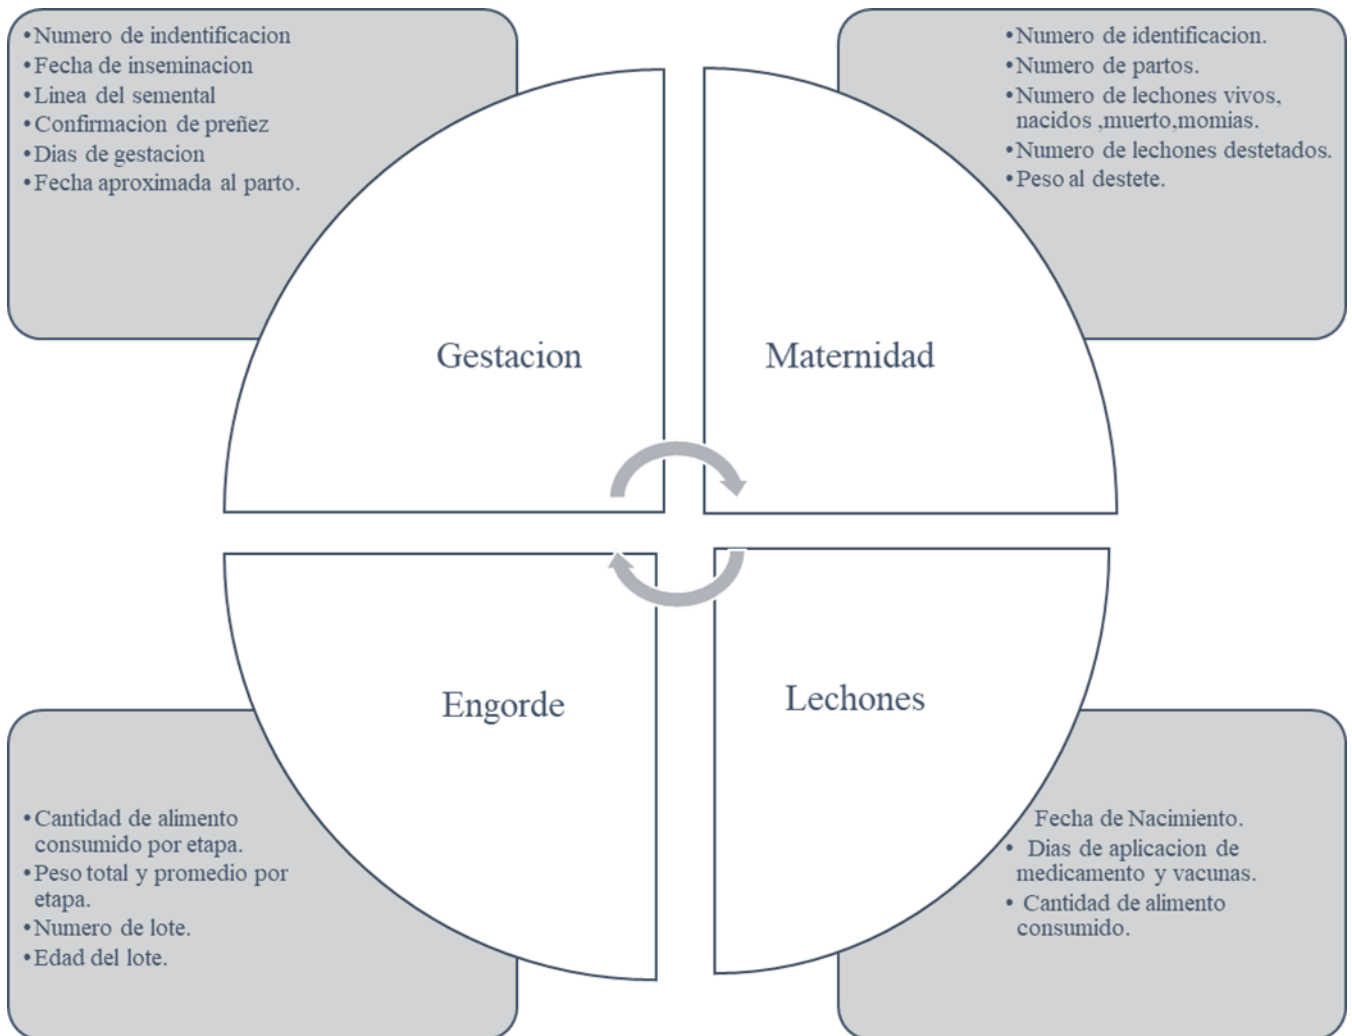 •Numero de indentificacion
•Fecha de inseminacion
•Linea del semental
•Confirmacion de preñez
•Dias de gestacion
•Fecha aproximada al parto.
•Numero de identificacion.
•Numero de partos.
•Numero de lechones vivos,
nacidos ,muerto,momias.
•Numero de lechones destetados.
•Peso al destete.
Gestacion
Maternidad
Engorde
Lechones
•Cantidad de alimento
consumido por etapa.
•Peso total y promedio por
etapa.
•Numero de lote.
•Edad del lote.
Fecha de Nacimiento.
• Dias de aplicacion de
medicamento y vacunas.
• Cantidad de alimento
consumido.